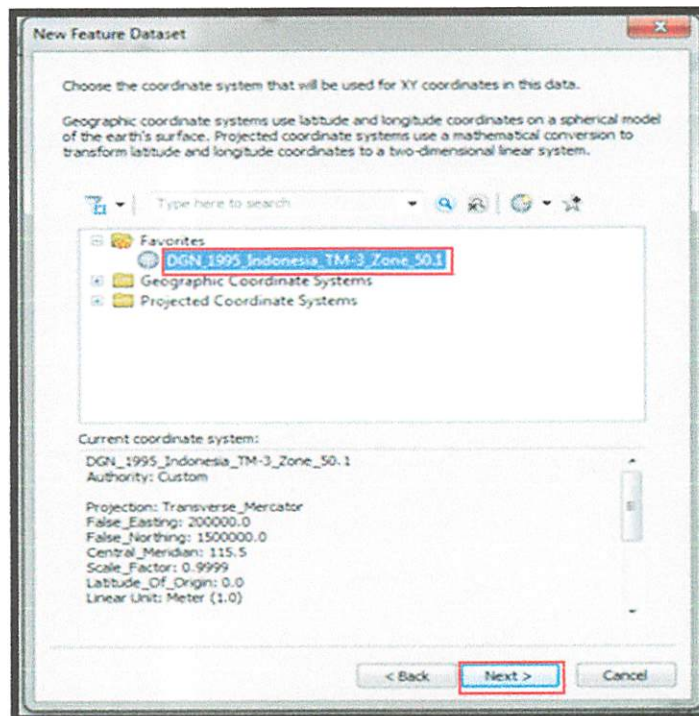 New Feature Dataset
Choose the coordinate system that will be used for XY coordinates in this data.
Geographic coordinate systems use latitude and longitude coordinates on a spherical model
of the earth's surface. Projected coordinate systems use a mathematical conversion to
transform latitude and longitude coordinates to a two-dimensional linear system.
Type here to search
Favorites
DGN_1995_Indonesia_TM-3_Zone_50.1
Geographic Coordinate Systems
Projected Coordinate Systems
Current coordinate system:
DGN_1995_Indonesia_TM-3_Zone_50.1
Authority: Custom
Projection: Transverse_Mercator
False_Easting: 200000.0
False_Northing: 1500000.0
Central_Meridian: 115.5
Scale_Factor: 0.9999
Latitude_Of_Origin: 0.0
Linear Unit: Meter (1.0)
< Back Next > Cancel